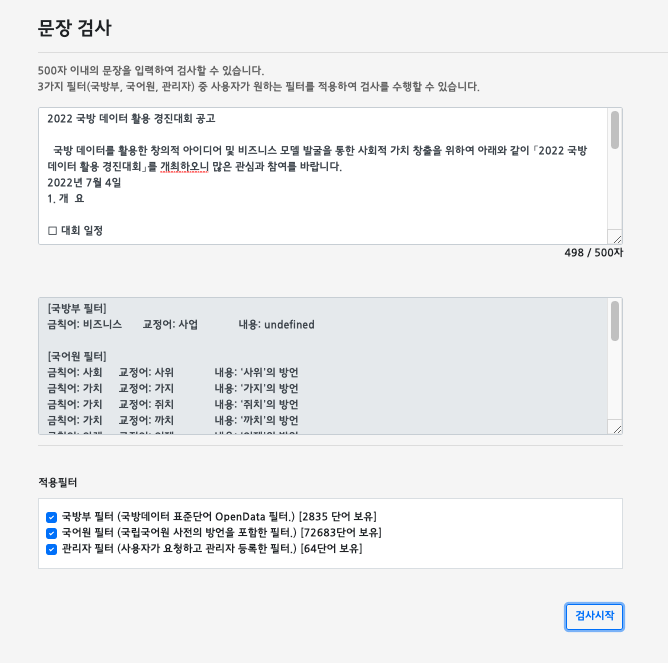 문장 검사
500자 이내의 문장을 입력하여 검사할 수 있습니다.
3가지 필터(국방부, 국어원, 관리자) 중 사용자가 원하는 필터를 적용하여 검사를 수행할 수 있습니다.
2022 국방 데이터 활용 경진대회 공고
국방 데이터를 활용한 창의적 아이디어 및 비즈니스 모델 발굴을 통한 사회적 가치 창출을 위하여 아래와 같이 「2022 국방
데이터 활용 경진대회」를 개최하오니 많은 관심과 참여를 바랍니다.
2022년 7월 4일
1. 개 요
□ 대회 일정
498 / 500자
[국방부 필터]
금칙어: 비즈니스 교정어: 사업 내용: undefined
[국어원 필터]
금칙어: 사회 교정어: 사위 내용: '사위'의 방언
금칙어: 가치 교정어: 가지 내용: '가지'의 방언
금칙어: 가치 교정어: 쥐치 내용: '쥐치'의 방언
금칙어: 가치 교정어: 까치 내용: '까치'의 방언
적용필터
국방부 필터 (국방데이터 표준단어 OpenData 필터.) [2835 단어 보유]
국어원 필터 (국립국어원 사전의 방언을 포함한 필터.) [72683단어 보유]
관리자 필터 (사용자가 요청하고 관리자 등록한 필터.) [64단어 보유]
검사시작